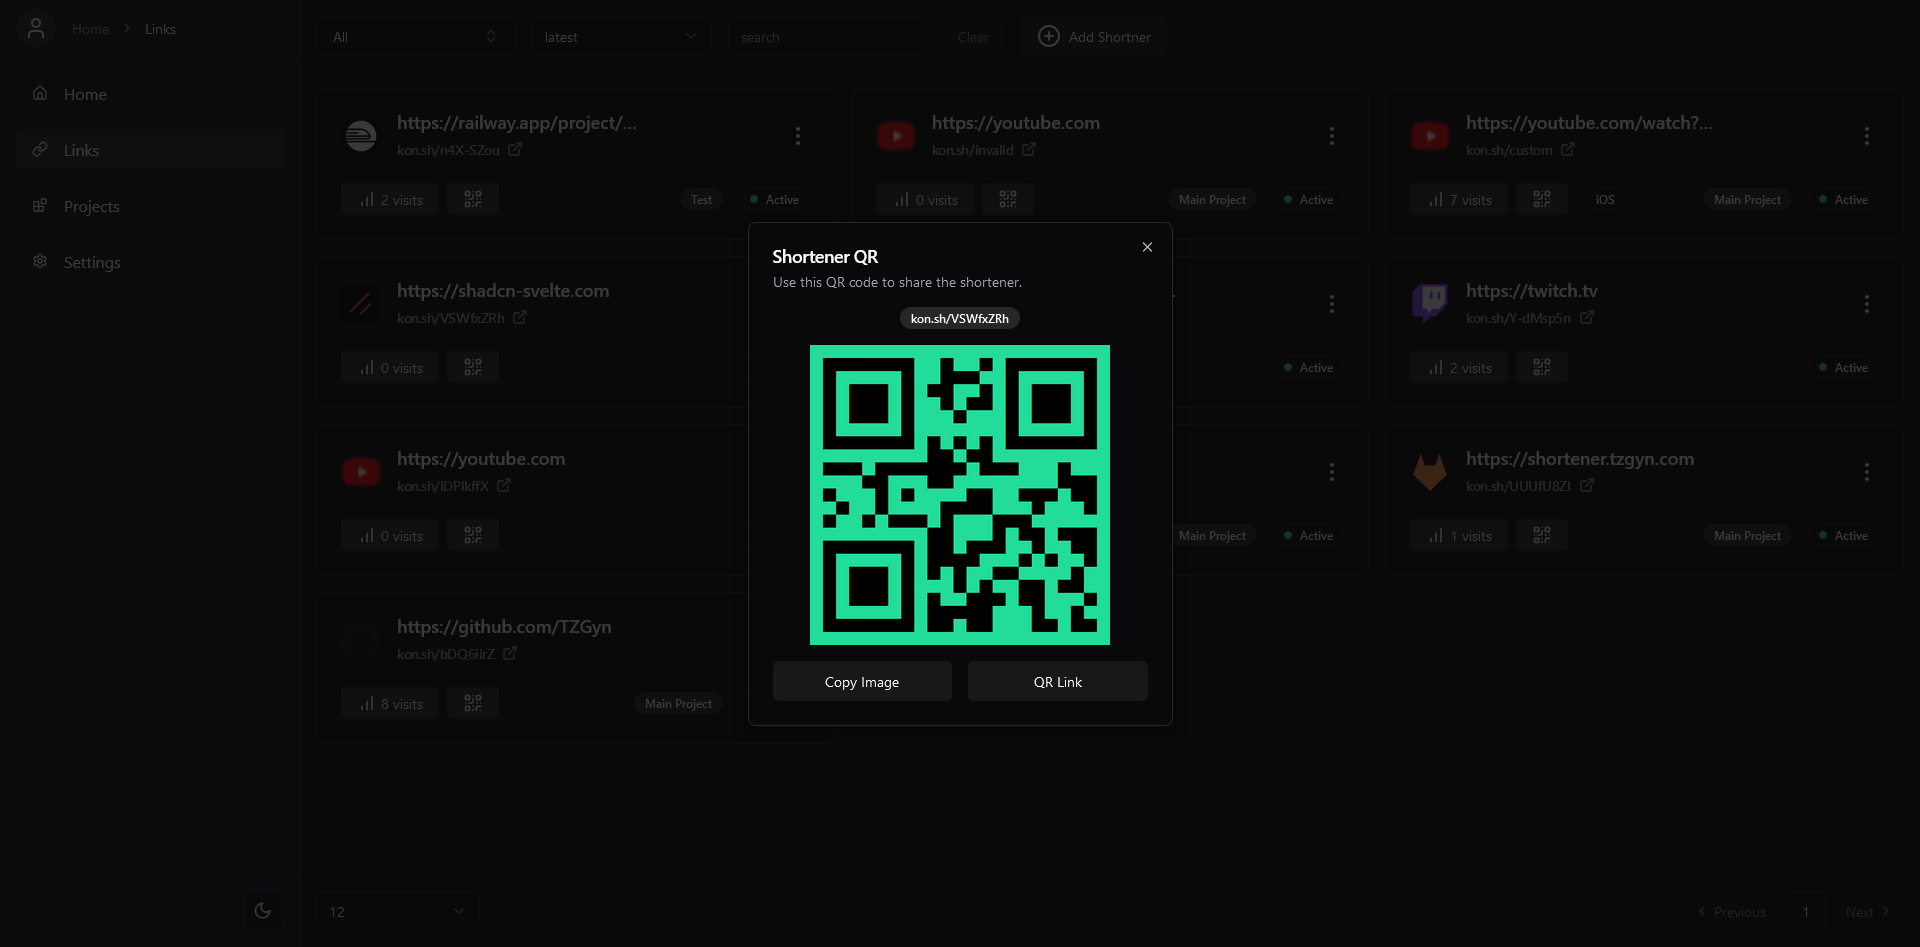 Home > Links
All
latest
search
Clear
Add Shortner
Home
Links
Projects
Settings
https://railway.app/project/...
kon.sh/n4X-SZou
2 visits
Test
Active
https://youtube.com
kon.sh/invalid
0 visits
Main Project
Active
https://youtube.com/watch?...
kon.sh/custom
7 visits
iOS
Main Project
Active
https://shadcn-svelte.com
kon.sh/VSWfxZRh
0 visits
Active
https://twitch.tv
kon.sh/Y-dMsp5n
2 visits
Active
https://youtube.com
0 visits
Main Project
Active
https://shortener.tzgyn.com
kon.sh/UUUfU8ZI
1 visits
Main Project
Active
https://github.com/TZGyn
kon.sh/bDQ6iirZ
8 visits
Main Project
Shortener QR
Use this QR code to share the shortener.
kon.sh/VSWfxZRh
Copy Image
QR Link
12
Previous
1
Next